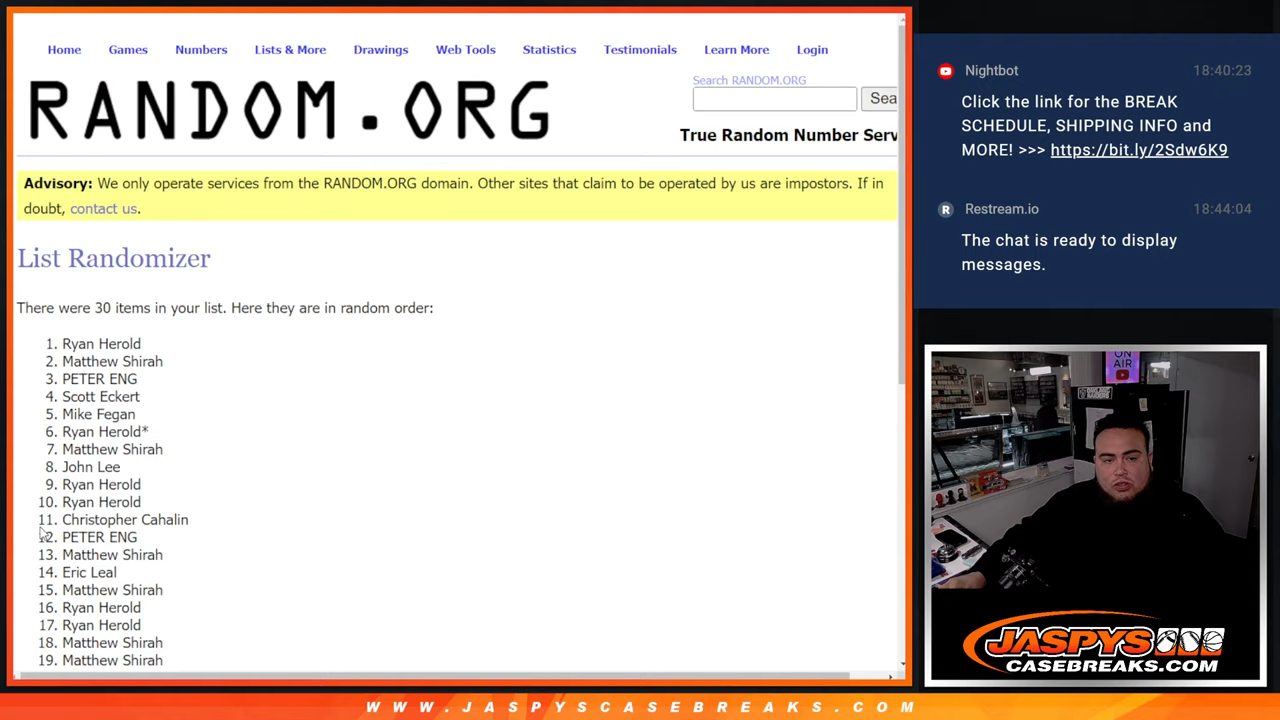 Home Games Numbers Lists & More Drawings Web Tools Statistics Testimonials Learn More Login
RANDOM.ORG
Search RANDOM.ORG
Sea
True Random Number Serv
Advisory: We only operate services from the RANDOM.ORG domain. Other sites that claim to be operated by us are impostors. If in
doubt, contact us.
List Randomizer
There were 30 items in your list. Here they are in random order:
1. Ryan Herold
2. Matthew Shirah
3. PETER ENG
4. Scott Eckert
5. Mike Fegan
6. Ryan Herold*
7. Matthew Shirah
8. John Lee
9. Ryan Herold
10. Ryan Herold
11. Christopher Cahalin
12. PETER ENG
13. Matthew Shirah
14. Eric Leal
15. Matthew Shirah
16. Ryan Herold
17. Ryan Herold
18. Matthew Shirah
19. Matthew Shirah
Nightbot 18:40:23
Click the link for the BREAK
SCHEDULE, SHIPPING INFO and
MORE! >>> https://bit.ly/2Sdw6K9
R Restream.io 18:44:04
The chat is ready to display
messages.
ON
AIR
JASPYS
CASEBREAKS.COM
WWW.JASPYSCASEBREAKS.COM